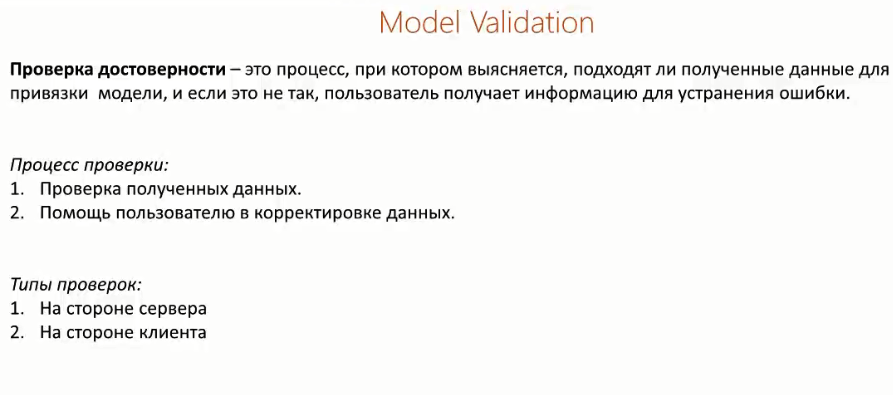 Model Validation
Проверка достоверности – это процесс, при котором выясняется, подходят ли полученные данные для
привязки модели, и если это не так, пользователь получает информацию для устранения ошибки.
Процесс проверки:
1. Проверка полученных данных.
2. Помощь пользователю в корректировке данных.
Типы проверок:
1. На стороне сервера
2. На стороне клиента